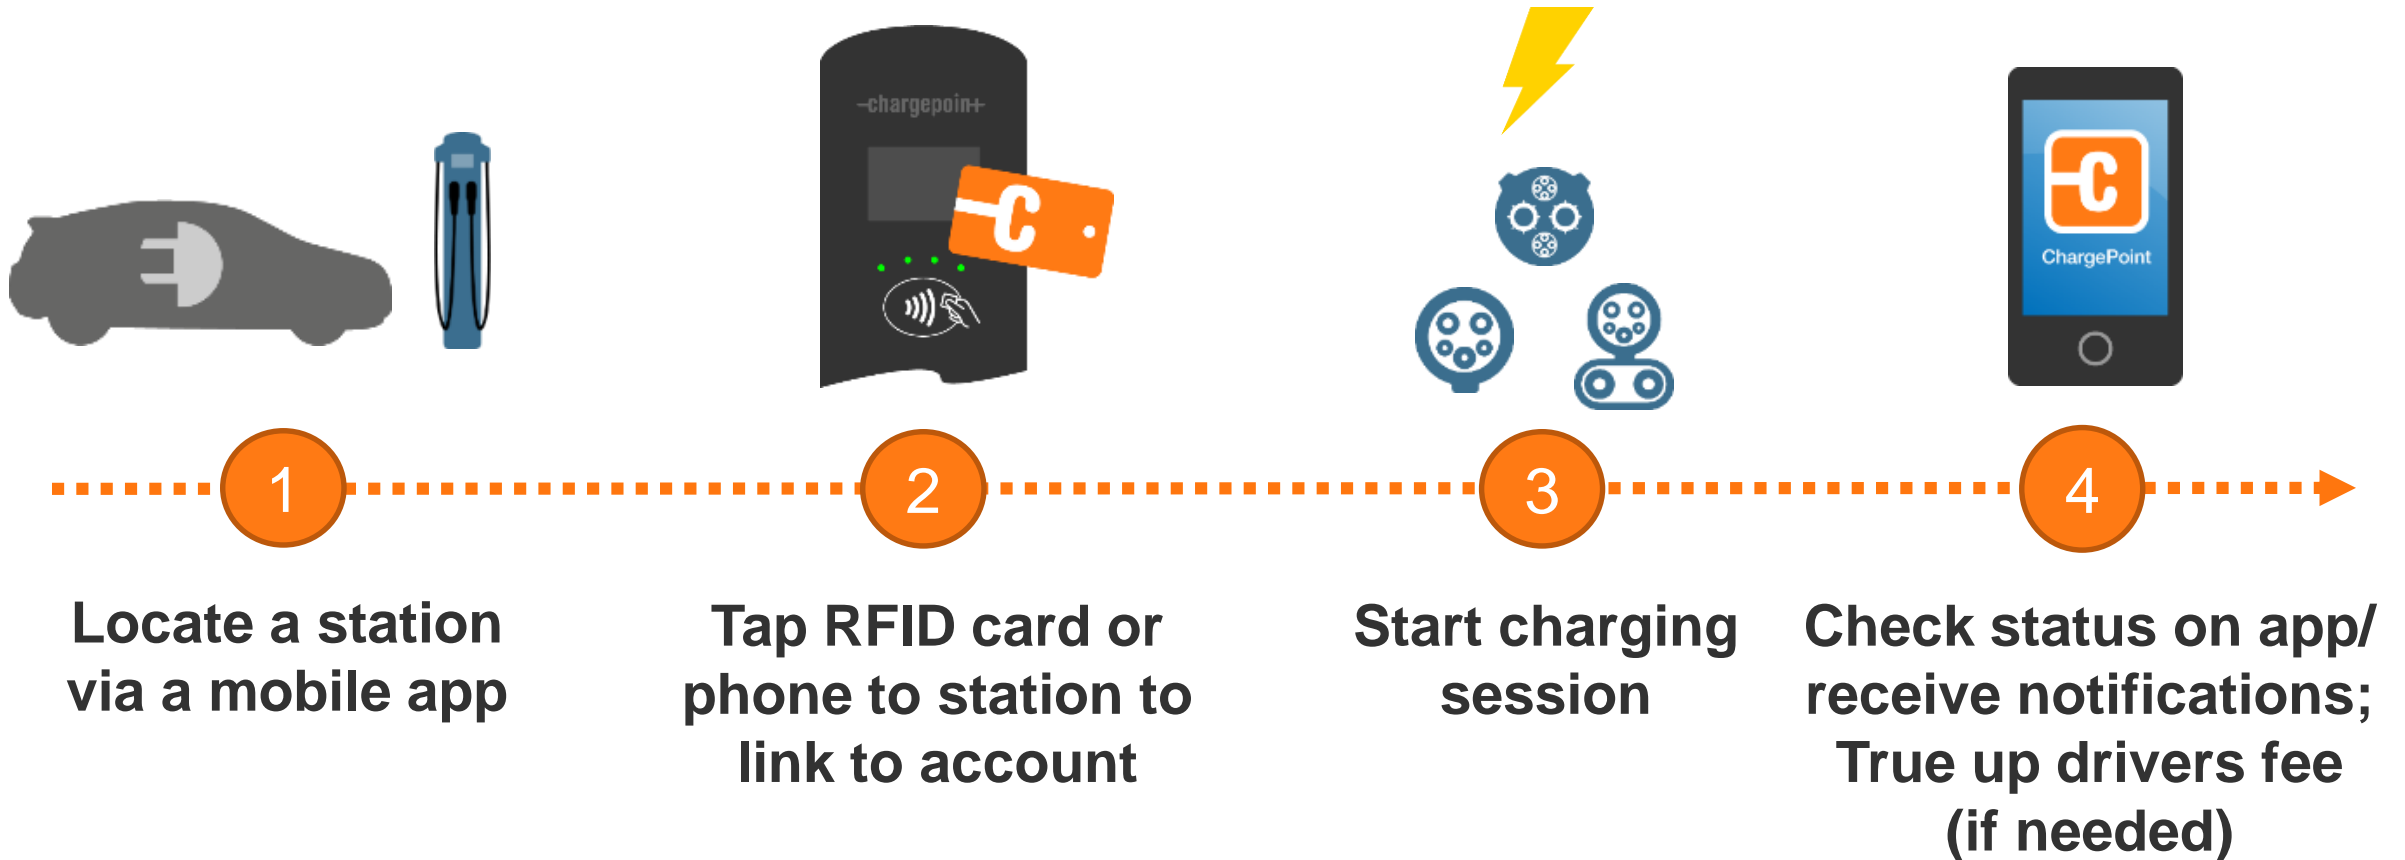 -chargepoin+
C
C
ChargePoint
1
2
3
4
Locate a station
via a mobile app
Tap RFID card or
phone to station to
link to account
Start charging
session
Check status on app/
receive notifications;
True up drivers fee
(if needed)